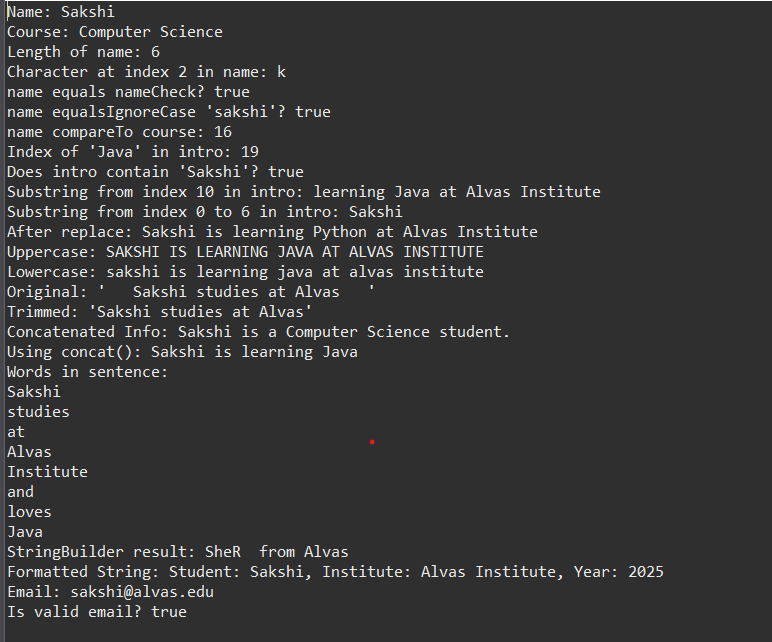 Name: Sakshi
Course: Computer Science
Length of name: 6
Character at index 2 in name: k
name equals nameCheck? true
name equalsIgnoreCase 'sakshi'? true
name compareTo course: 16
Index of 'Java' in intro: 19
Does intro contain 'Sakshi'? true
Substring from index 10 in intro: learning Java at Alvas Institute
Substring from index 0 to 6 in intro: Sakshi
After replace: Sakshi is learning Python at Alvas Institute
Uppercase: SAKSHI IS LEARNING JAVA AT ALVAS INSTITUTE
Lowercase: sakshi is learning java at alvas institute
Original: '   Sakshi studies at Alvas   '
Trimmed: 'Sakshi studies at Alvas'
Concatenated Info: Sakshi is a Computer Science student.
Using concat(): Sakshi is learning Java
Words in sentence:
Sakshi
studies
at
Alvas
Institute
and
loves
Java
StringBuilder result: SheR  from Alvas
Formatted String: Student: Sakshi, Institute: Alvas Institute, Year: 2025
Email: sakshi@alvas.edu
Is valid email? true